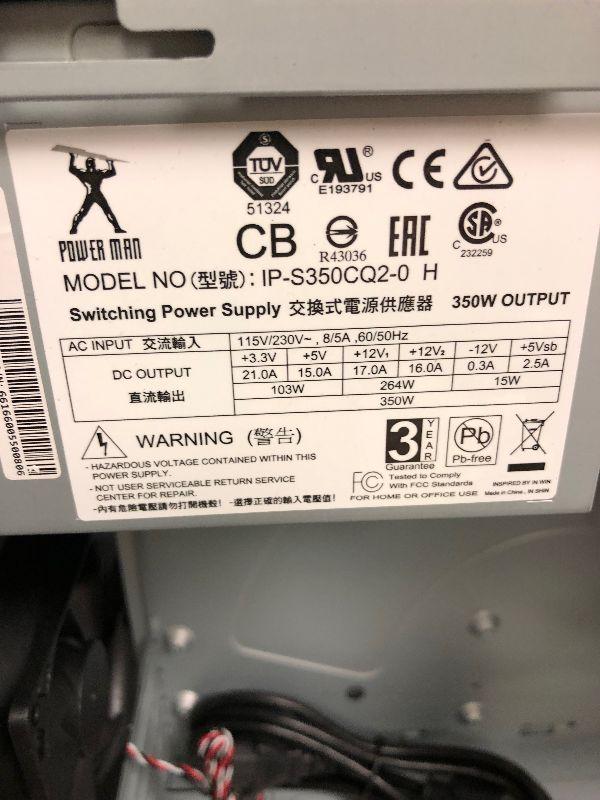 TÜV
SÜD
51324
C UR US ®
E193791
CE
POWER MAN
CB
R43036
EAC
CSA ®
C US
232259
MODEL NO (型號): IP-S350CQ2-0 H
Switching Power Supply 交換式電源供應器 350W OUTPUT
AC INPUT 交流輸入 115V/230V~ , 8/5A ,60/50Hz
DC OUTPUT
直流輸出
+3.3V +5V +12V₁ +12V₂ -12V +5Vsb
21.0A 15.0A 17.0A 16.0A 0.3A 2.5A
103W 264W 15W
350W
WARNING (警告)
- HAZARDOUS VOLTAGE CONTAINED WITHIN THIS
POWER SUPPLY.
- NOT USER SERVICEABLE RETURN SERVICE
CENTER FOR REPAIR.
-內有危險電壓請勿打開機殼! -選擇正確的輸入電壓值!
3 YEAR
Guarantee
Pb
Pb-free
FC Tested to Comply
With FCC Standards
FOR HOME OR OFFICE USE
INSPIRED BY IN WIN
Made in China , IN SHIN